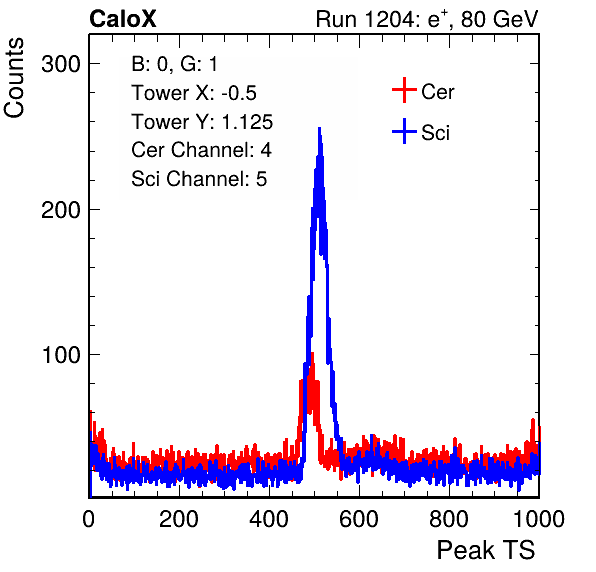 CaloX
Run 1204: e+, 80 GeV
Counts
B: 0, G: 1
Tower X: -0.5
Tower Y: 1.125
Cer Channel: 4
Sci Channel: 5
Cer
Sci
300
200
100
0 200 400 600 800 1000
Peak TS